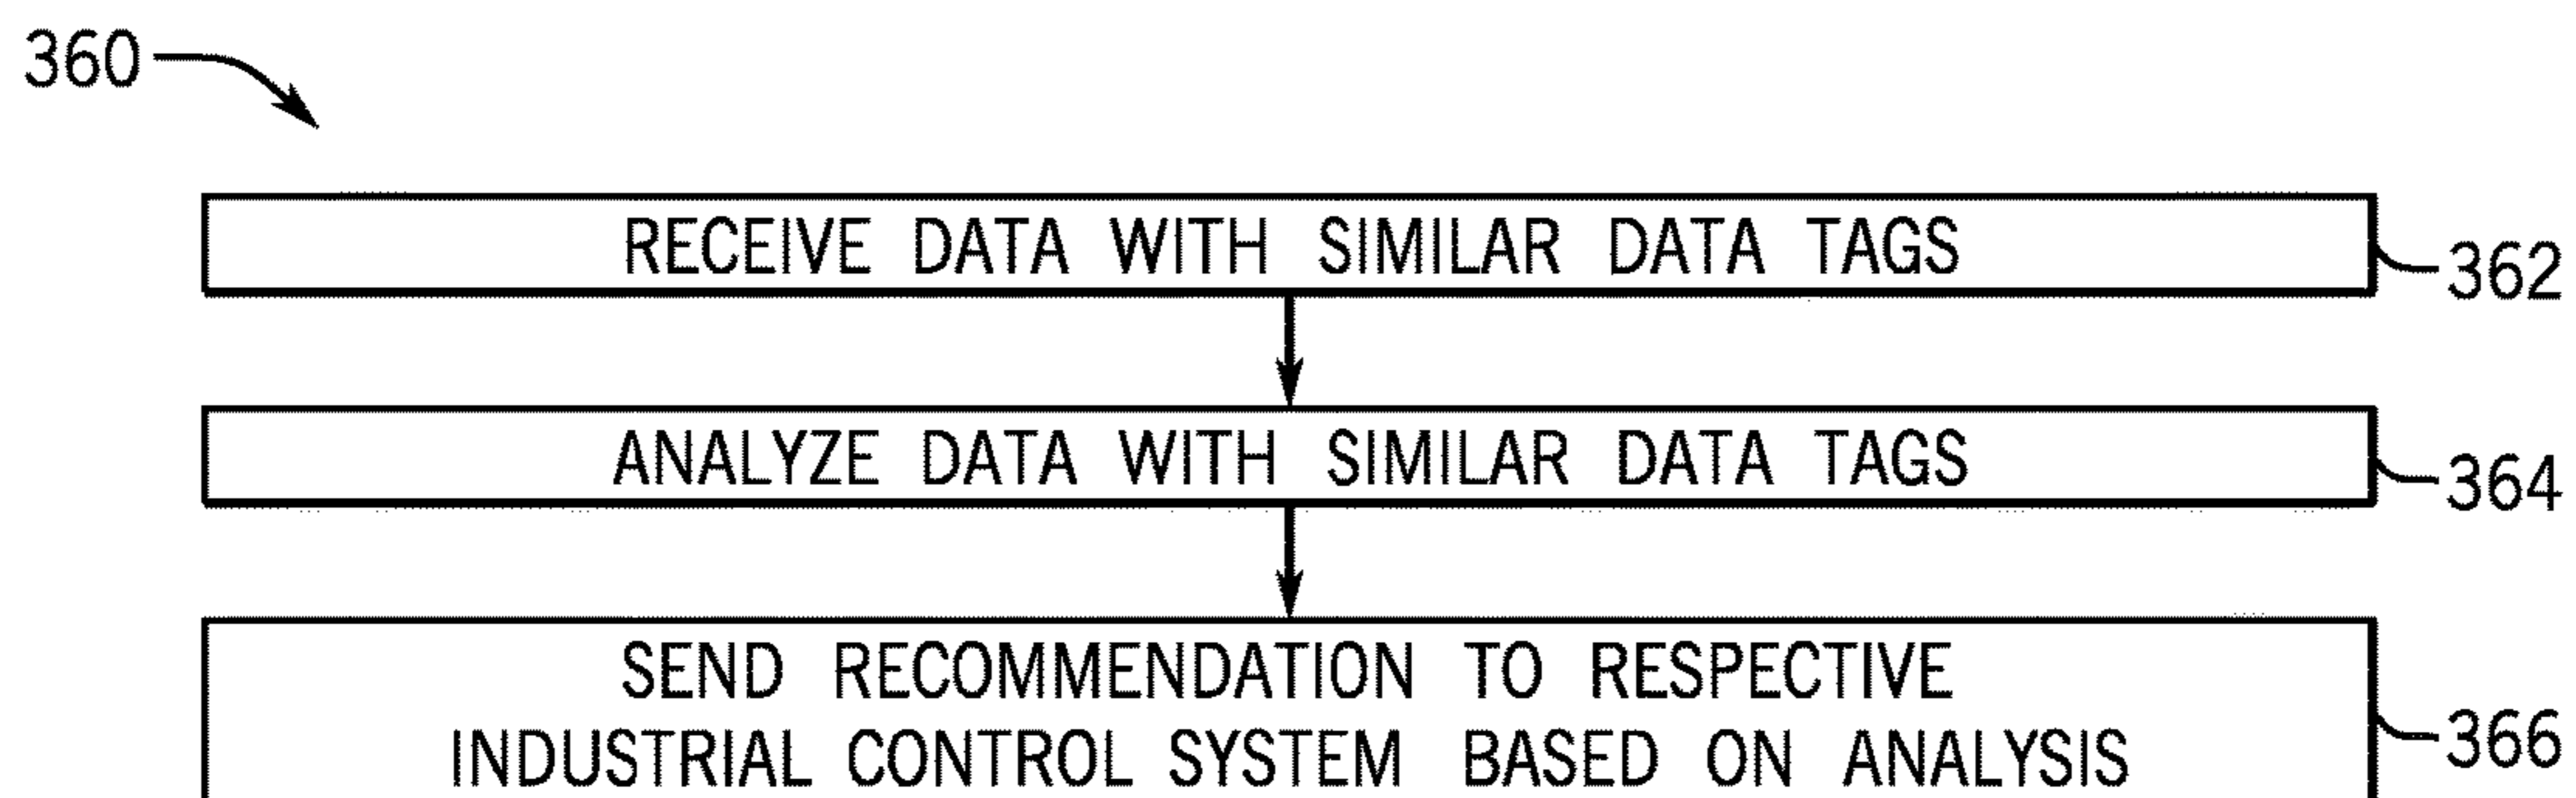 360
RECEIVE DATA WITH SIMILAR DATA TAGS
362
ANALYZE DATA WITH SIMILAR DATA TAGS
364
SEND RECOMMENDATION TO RESPECTIVE
INDUSTRIAL CONTROL SYSTEM BASED ON ANALYSIS
366